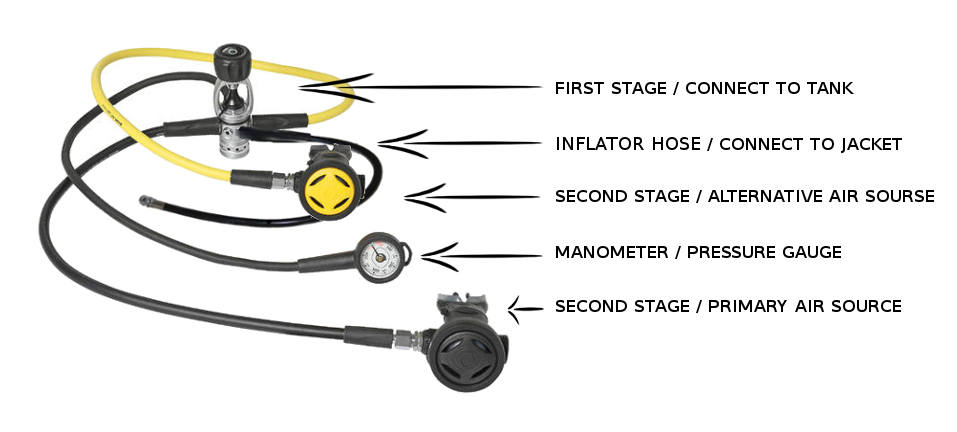 FIRST STAGE / CONNECT TO TANK
INFLATOR HOSE / CONNECT TO JACKET
SECOND STAGE / ALTERNATIVE AIR SOURSE
MANOMETER / PRESSURE GAUGE
SECOND STAGE / PRIMARY AIR SOURCE